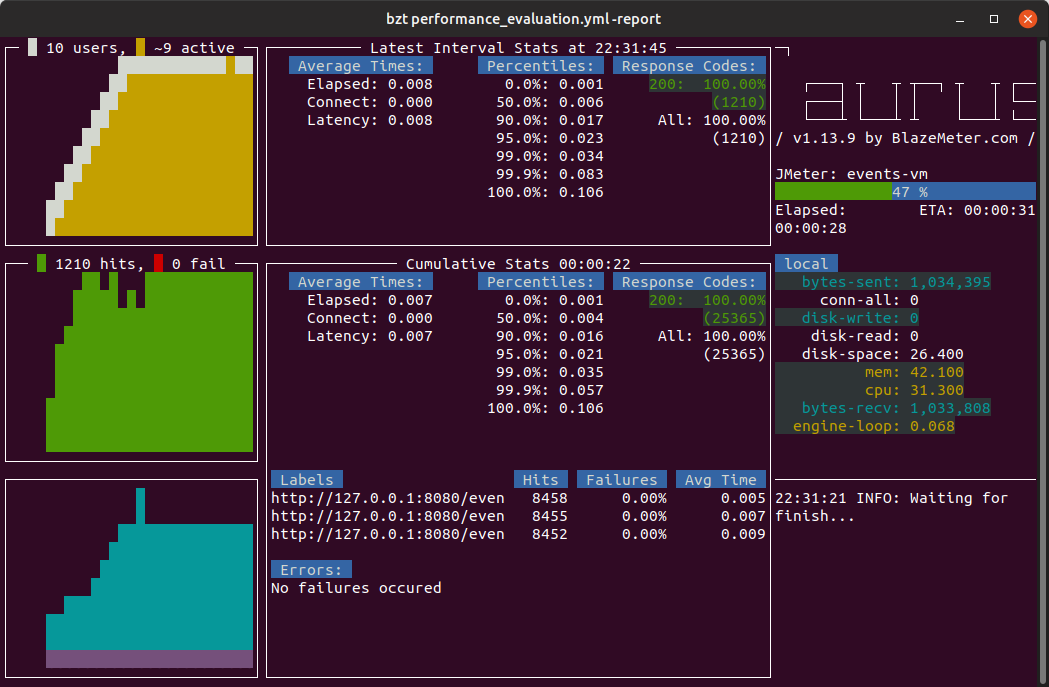 bzt performance_evaluation.yml -report
10 users, ~9 active
Latest Interval Stats at 22:31:45
Average Times: Percentiles: Response Codes:
Elapsed: 0.008 0.0%: 0.001 200: 100.00%
Connect: 0.000 50.0%: 0.006 (1210)
Latency: 0.008 90.0%: 0.017 All: 100.00%
95.0%: 0.023 (1210)
99.0%: 0.034
99.9%: 0.083
100.0%: 0.106
/ v1.13.9 by BlazeMeter.com /
JMeter: events-vm
47 %
Elapsed: ETA: 00:00:31
00:00:28
1210 hits, 0 fail
Cumulative Stats 00:00:22
Average Times: Percentiles: Response Codes:
Elapsed: 0.007 0.0%: 0.001 200: 100.00%
Connect: 0.000 50.0%: 0.004 (25365)
Latency: 0.007 90.0%: 0.016 All: 100.00%
95.0%: 0.021 (25365)
99.0%: 0.035
99.9%: 0.057
100.0%: 0.106
local
bytes-sent: 1,034,395
conn-all: 0
disk-write: 0
disk-read: 0
disk-space: 26.400
mem: 42.100
cpu: 31.300
bytes-recv: 1,033,808
engine-loop: 0.068
Labels Hits Failures Avg Time
http://127.0.0.1:8080/even 8458 0.00% 0.005
http://127.0.0.1:8080/even 8455 0.00% 0.007
http://127.0.0.1:8080/even 8452 0.00% 0.009
Errors:
No failures occured
22:31:21 INFO: Waiting for
finish...